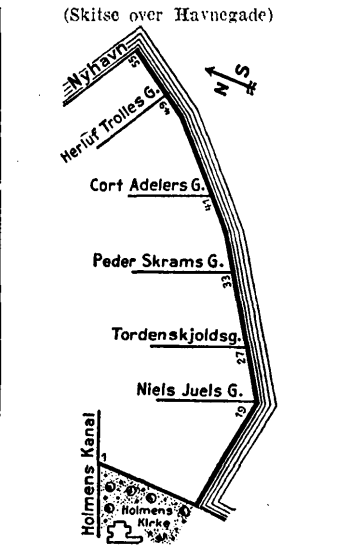 (Skitse over Havnegade)
Nyhavn
55
N S
Herluf Trolles G.
49
Cort Adelers G.
41
Peder Skrams G.
33
Tordenskjoldsg.
27
Niels Juels G.
19
Holmens Kanal
1
Holmens
Kirke